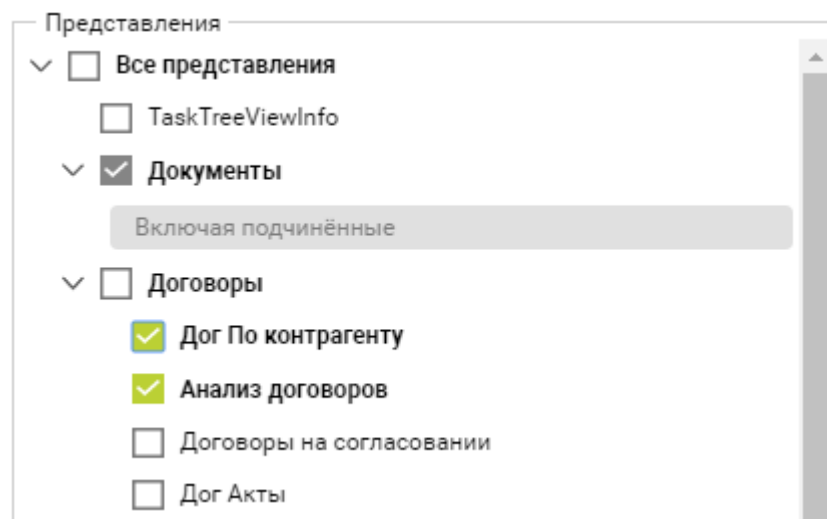 Представления
Все представления
TaskTreeViewInfo
Документы
Включая подчинённые
Договоры
Дог По контрагенту
Анализ договоров
Договоры на согласовании
Дог Акты